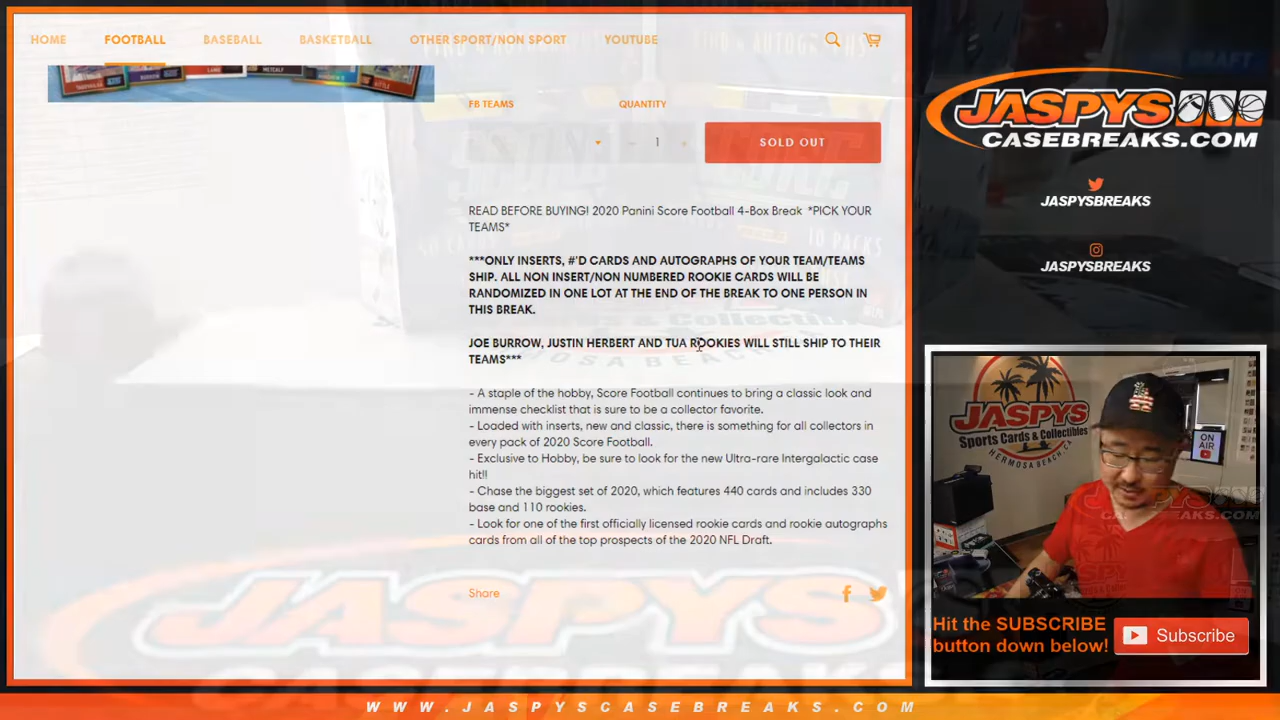 HOME FOOTBALL BASEBALL BASKETBALL OTHER SPORT/NON SPORT YOUTUBE
FB TEAMS QUANTITY
1 SOLD OUT
READ BEFORE BUYING! 2020 Panini Score Football 4-Box Break *PICK YOUR
TEAMS*
***ONLY INSERTS, #'D CARDS AND AUTOGRAPHS OF YOUR TEAM/TEAMS
SHIP. ALL NON INSERT/NON NUMBERED ROOKIE CARDS WILL BE
RANDOMIZED IN ONE LOT AT THE END OF THE BREAK TO ONE PERSON IN
THIS BREAK.
JOE BURROW, JUSTIN HERBERT AND TUA ROOKIES WILL STILL SHIP TO THEIR
TEAMS***
- A staple of the hobby, Score Football continues to bring a classic look and
immense checklist that is sure to be a collector favorite.
- Loaded with inserts, new and classic, there is something for all collectors in
every pack of 2020 Score Football.
- Exclusive to Hobby, be sure to look for the new Ultra-rare Intergalactic case
hit!!
- Chase the biggest set of 2020, which features 440 cards and includes 330
base and 110 rookies.
- Look for one of the first officially licensed rookie cards and rookie autographs
cards from all of the top prospects of the 2020 NFL Draft.
Share
JASPYS
CASEBREAKS.COM
JASPYSBREAKS
JASPYSBREAKS
JASPYS
Sports Cards & Collectibles
HERMOSA BEACH, CA
ON
AIR
Hit the SUBSCRIBE
button down below!
Subscribe
JASPYS
WWW.JASPYSCASEBREAKS.COM